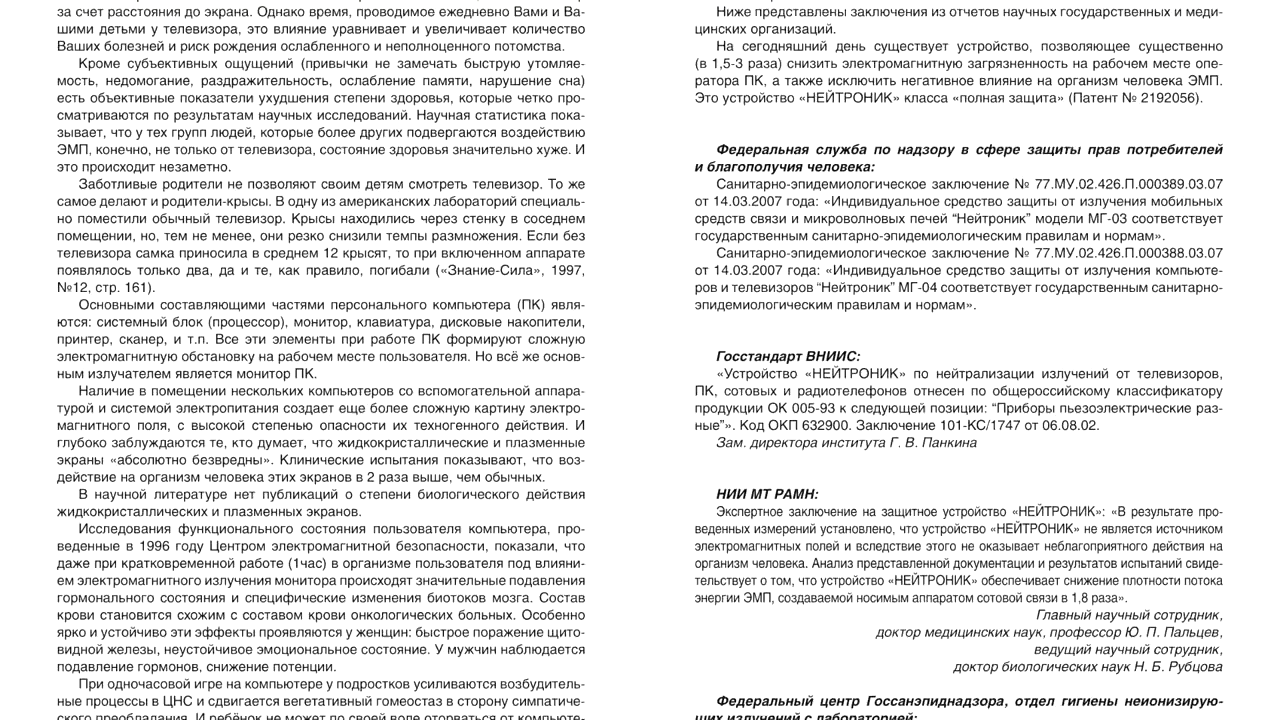 за счет расстояния до экрана. Однако время, проводимое ежедневно Вами и Ва-
шими детьми у телевизора, это влияние уравнивает и увеличивает количество
Ваших болезней и риск рождения ослабленного и неполноценного потомства.
Кроме субъективных ощущений (привычки не замечать быструю утомляе-
мость, недомогание, раздражительность, ослабление памяти, нарушение сна)
есть объективные показатели ухудшения степени здоровья, которые четко про-
сматриваются по результатам научных исследований. Научная статистика пока-
зывает, что у тех групп людей, которые более других подвергаются воздействию
ЭМП, конечно, не только от телевизора, состояние здоровья значительно хуже. И
это происходит незаметно.
Заботливые родители не позволяют своим детям смотреть телевизор. То же
самое делают и родители-крысы. В одну из американских лабораторий специаль-
но поместили обычный телевизор. Крысы находились через стенку в соседнем
помещении, но, тем не менее, они резко снизили темпы размножения. Если без
телевизора самка приносила в среднем 12 крысят, то при включенном аппарате
появлялось только два, да и те, как правило, погибали («Знание-Сила», 1997,
№12, стр. 161).
Основными составляющими частями персонального компьютера (ПК) явля-
ются: системный блок (процессор), монитор, клавиатура, дисковые накопители,
принтер, сканер, и т.п. Все эти элементы при работе ПК формируют сложную
электромагнитную обстановку на рабочем месте пользователя. Но всё же основ-
ным излучателем является монитор ПК.
Наличие в помещении нескольких компьютеров со вспомогательной аппара-
турой и системой электропитания создает еще более сложную картину электро-
магнитного поля, с высокой степенью опасности их техногенного действия. И
глубоко заблуждаются те, кто думает, что жидкокристаллические и плазменные
экраны «абсолютно безвредны». Клинические испытания показывают, что воз-
действие на организм человека этих экранов в 2 раза выше, чем обычных.
В научной литературе нет публикаций о степени биологического действия
жидкокристаллических и плазменных экранов.
Исследования функционального состояния пользователя компьютера, про-
веденные в 1996 году Центром электромагнитной безопасности, показали, что
даже при кратковременной работе (1час) в организме пользователя под влияни-
ем электромагнитного излучения монитора происходят значительные подавления
гормонального состояния и специфические изменения биотоков мозга. Состав
крови становится схожим с составом крови онкологических больных. Особенно
ярко и устойчиво эти эффекты проявляются у женщин: быстрое поражение щито-
видной железы, неустойчивое эмоциональное состояние. У мужчин наблюдается
подавление гормонов, снижение потенции.
При одночасовой игре на компьютере у подростков усиливаются возбудитель-
ные процессы в ЦНС и сдвигается вегетативный гомеостаз в сторону симпатиче-
ского преобладания. И ребёнок не может по своей воле оторваться от компьюте-
Ниже представлены заключения из отчетов научных государственных и меди-
цинских организаций.
На сегодняшний день существует устройство, позволяющее существенно
(в 1,5-3 раза) снизить электромагнитную загрязненность на рабочем месте опе-
ратора ПК, а также исключить негативное влияние на организм человека ЭМП.
Это устройство «НЕЙТРОНИК» класса «полная защита» (Патент № 2192056).
Федеральная служба по надзору в сфере защиты прав потребителей
и благополучия человека:
Санитарно-эпидемиологическое заключение № 77.МУ.02.426.П.000389.03.07
от 14.03.2007 года: «Индивидуальное средство защиты от излучения мобильных
средств связи и микроволновых печей “Нейтроник” модели МГ-03 соответствует
государственным санитарно-эпидемиологическим правилам и нормам».
Санитарно-эпидемиологическое заключение № 77.МУ.02.426.П.000388.03.07
от 14.03.2007 года: «Индивидуальное средство защиты от излучения компьюте-
ров и телевизоров “Нейтроник” МГ-04 соответствует государственным санитарно-
эпидемиологическим правилам и нормам».
Госстандарт ВНИИС:
«Устройство «НЕЙТРОНИК» по нейтрализации излучения от телевизоров,
ПК, сотовых и радиотелефонов отнесен по общероссийскому классификатору
продукции ОК 005-93 к следующей позиции: “Приборы пьезоэлектрические раз-
ные”». Код ОКП 632900. Заключение 101-КС/1747 от 06.08.02.
Зам. директора института Г. В. Панкина
НИИ МТ РАМН:
Экспертное заключение на защитное устройство «НЕЙТРОНИК»: «В результате про-
веденных измерений установлено, что устройство «НЕЙТРОНИК» не является источником
электромагнитных полей и вследствие этого не оказывает неблагоприятного действия на
организм человека. Анализ представленной документации и результатов испытаний свиде-
тельствует о том, что устройство «НЕЙТРОНИК» обеспечивает снижение плотности потока
энергии ЭМП, создаваемой носимым аппаратом сотовой связи в 1,8 раза».
Главный научный сотрудник,
доктор медицинских наук, профессор Ю. П. Пальцев,
ведущий научный сотрудник,
доктор биологических наук Н. Б. Рубцова
Федеральный центр Госсанэпиднадзора, отдел гигиены неионизирую-
щих излучений с лабораторией: